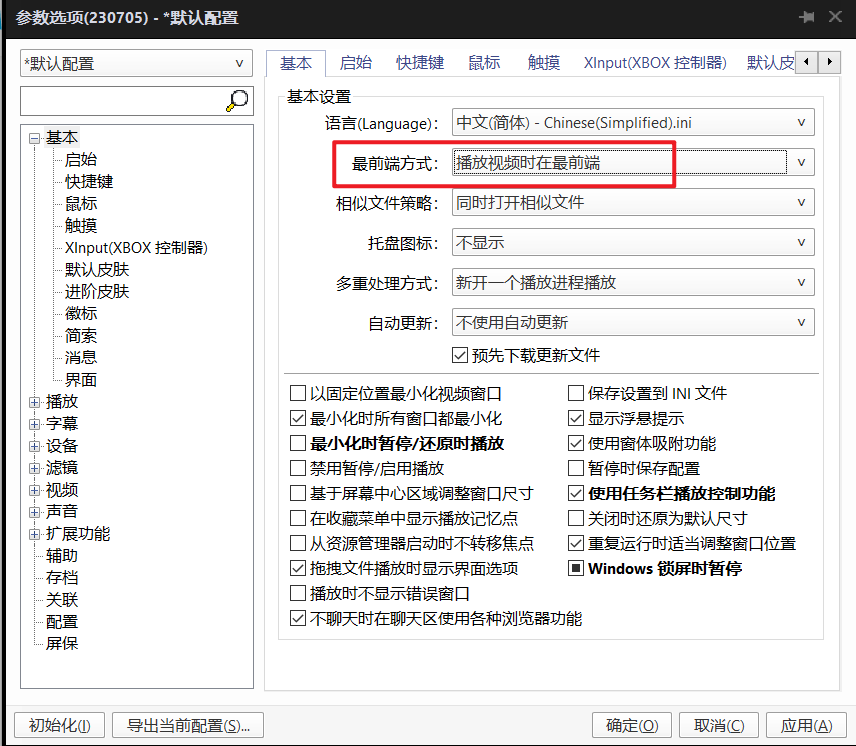 参数选项(230705) - *默认配置
*默认配置
基本
启始
快捷键
鼠标
触摸
XInput(XBOX 控制器)
默认皮肤
进阶皮肤
徽标
简索
消息
界面
播放
字幕
设备
滤镜
视频
声音
扩展功能
辅助
存档
关联
配置
屏保
基本 启始 快捷键 鼠标 触摸 XInput(XBOX 控制器) 默认皮
基本设置
语言(Language): 中文(简体) - Chinese(Simplified).ini
最前端方式: 播放视频时在最前端
相似文件策略: 同时打开相似文件
托盘图标: 不显示
多重处理方式: 新开一个播放进程播放
自动更新: 不使用自动更新
预先下载更新文件
以固定位置最小化视频窗口
最小化时所有窗口都最小化
最小化时暂停/还原时播放
禁用暂停/启用播放
基于屏幕中心区域调整窗口尺寸
在收藏菜单中显示播放记忆点
从资源管理器启动时不转移焦点
拖拽文件播放时显示界面选项
播放时不显示错误窗口
不聊天时在聊天区使用各种浏览器功能
保存设置到 INI 文件
显示浮悬提示
使用窗体吸附功能
暂停时保存配置
使用任务栏播放控制功能
关闭时还原为默认尺寸
重复运行时适当调整窗口位置
Windows 锁屏时暂停
初始化(I) 导出当前配置(S)... 确定(O) 取消(C) 应用(A)